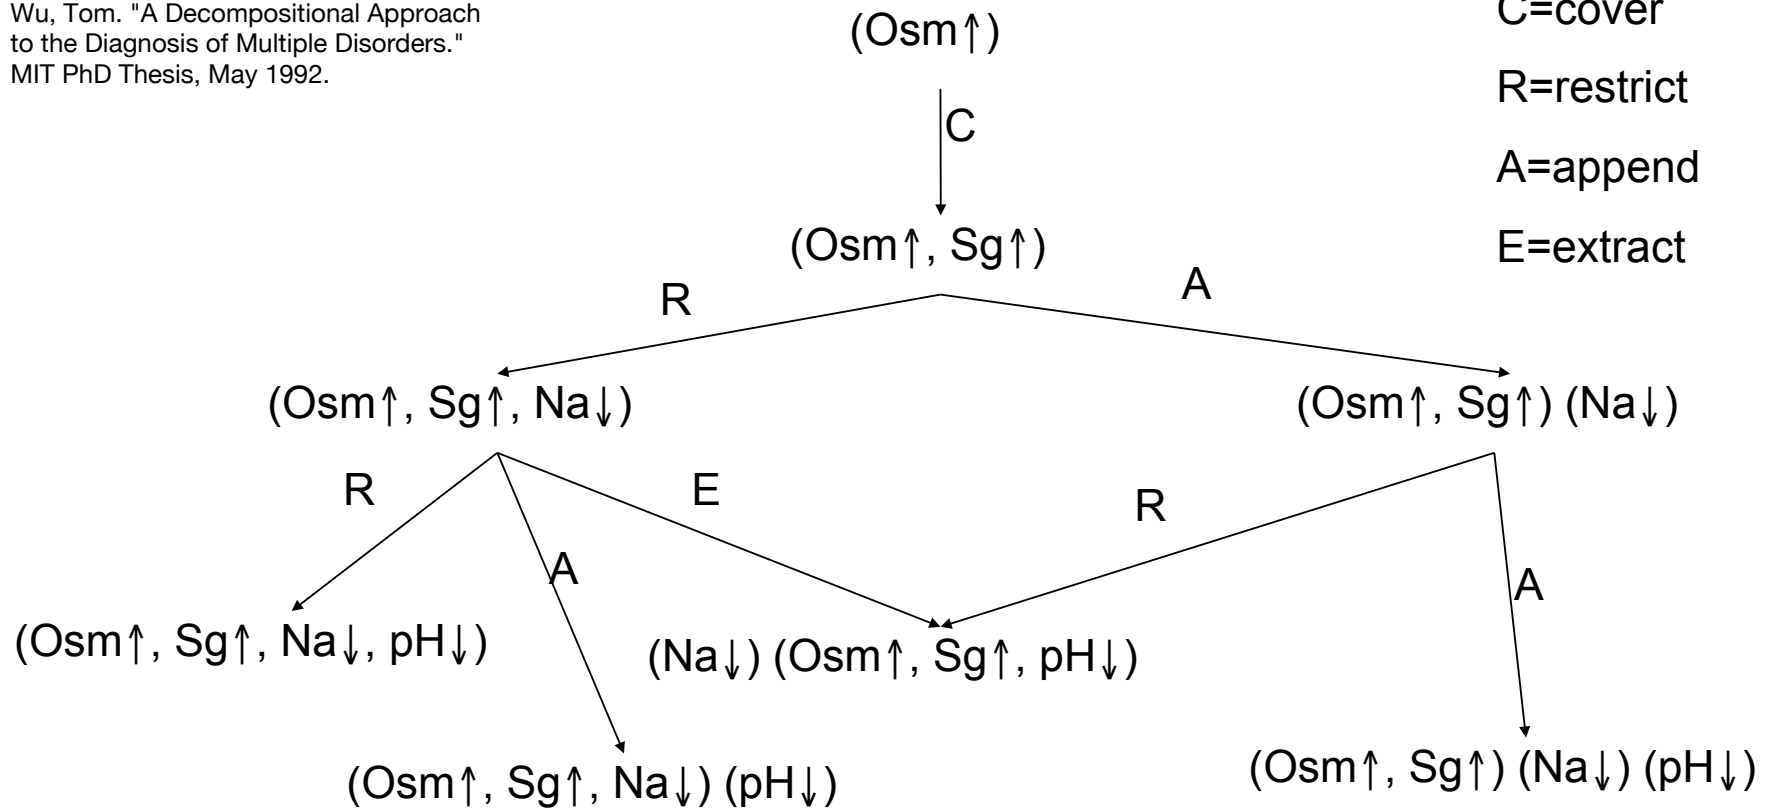 Wu, Tom. "A Decompositional Approach
to the Diagnosis of Multiple Disorders."
MIT PhD Thesis, May 1992.
(Osm↑)
C=cover
R=restrict
A=append
E=extract
C
(Osm↑, Sg↑)
R
A
(Osm↑, Sg↑, Na↓)
(Osm↑, Sg↑) (Na↓)
R
E
R
A
A
(Osm↑, Sg↑, Na↓, pH↓)
(Na↓) (Osm↑, Sg↑, pH↓)
(Osm↑, Sg↑, Na↓) (pH↓)
(Osm↑, Sg↑) (Na↓) (pH↓)